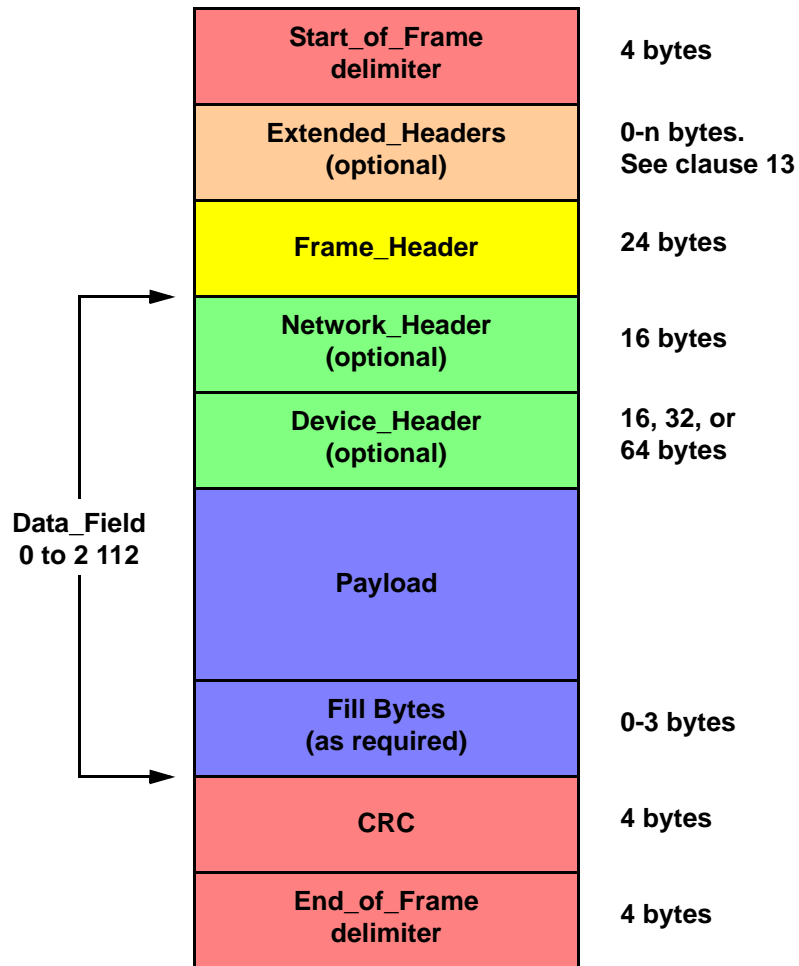 Start_of_Frame
delimiter
4 bytes
Extended_Headers
(optional)
0-n bytes.
See clause 13
Frame_Header
24 bytes
Network_Header
(optional)
16 bytes
Device_Header
(optional)
16, 32, or
64 bytes
Data_Field
0 to 2 112
Payload
Fill Bytes
(as required)
0-3 bytes
CRC
4 bytes
End_of_Frame
delimiter
4 bytes